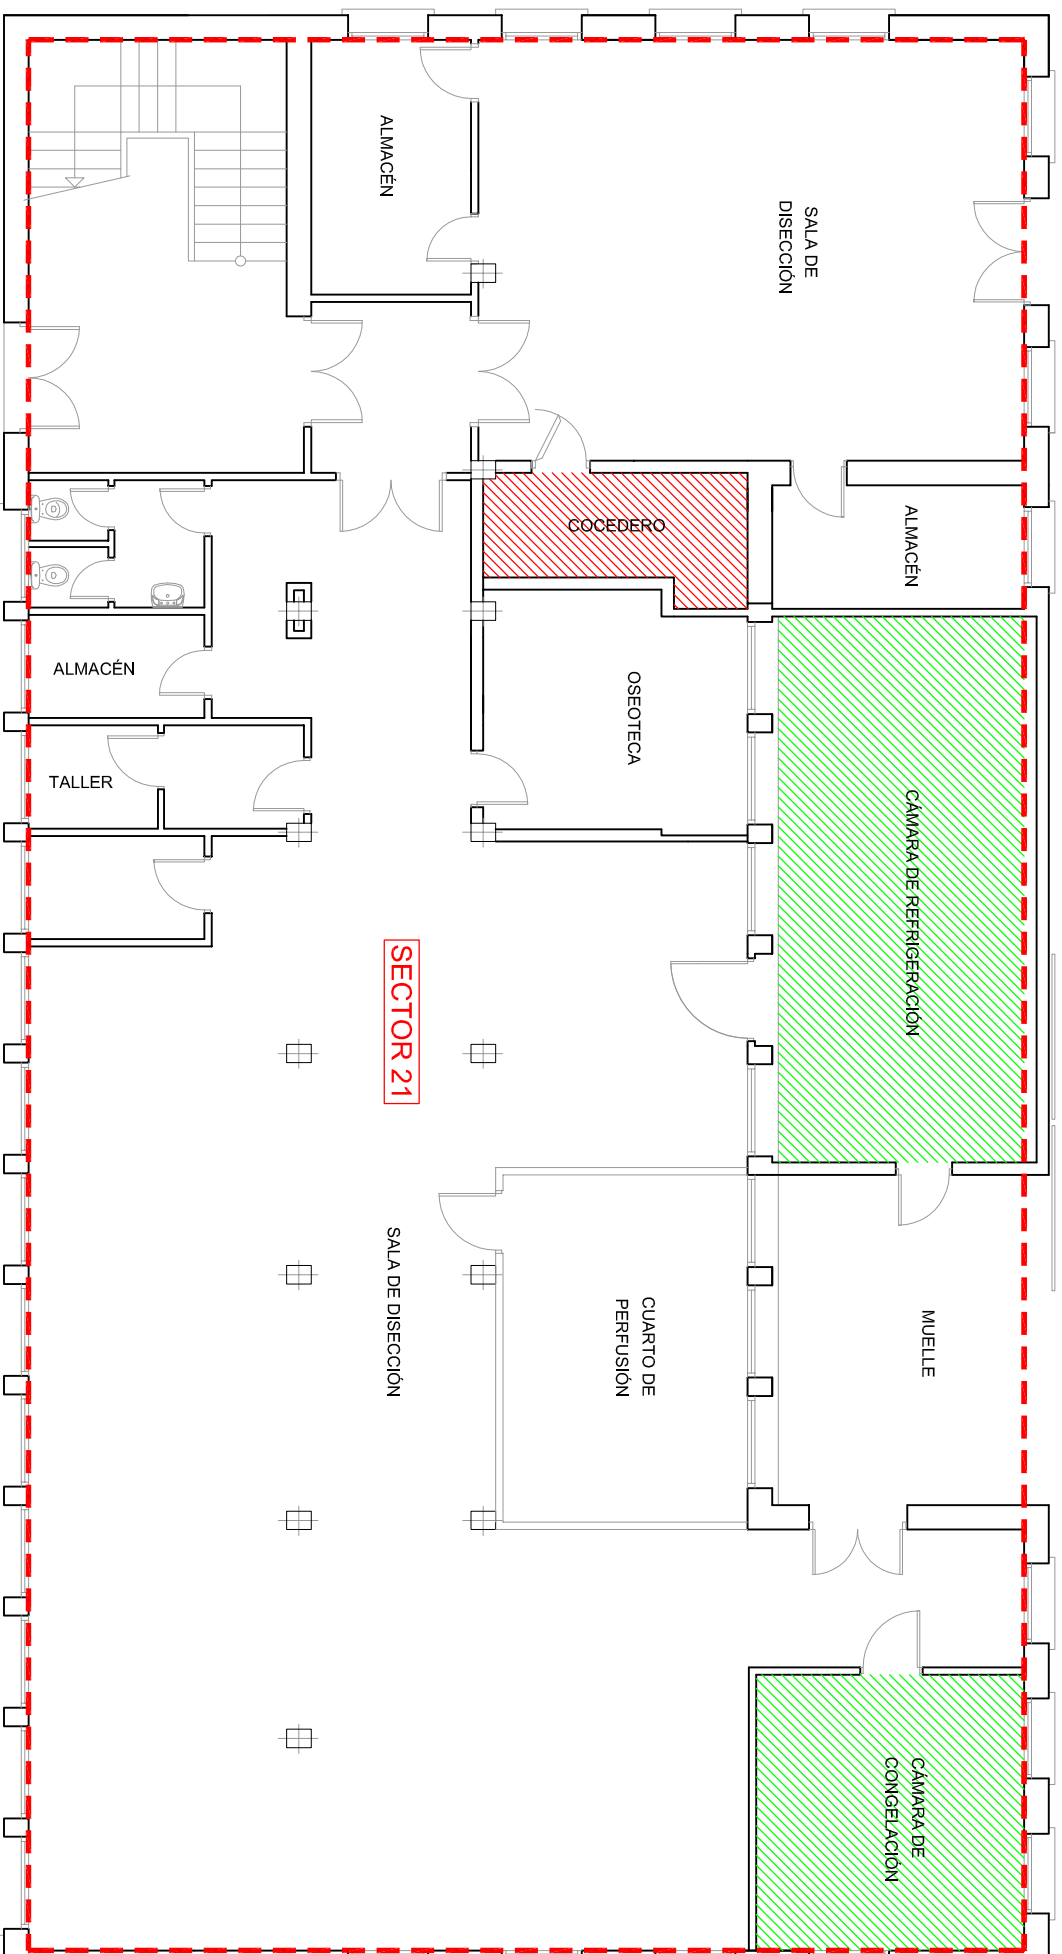 ALMACÉN
SALA DE
DISECCIÓN
COCEDERO
ALMACÉN
ALMACÉN
OSEOTECA
TALLER
CÁMARA DE REFRIGERACIÓN
SECTOR 21
SALA DE DISECCIÓN
CUARTO DE
PERFUSIÓN
MUELLE
CÁMARA DE
CONGELACIÓN